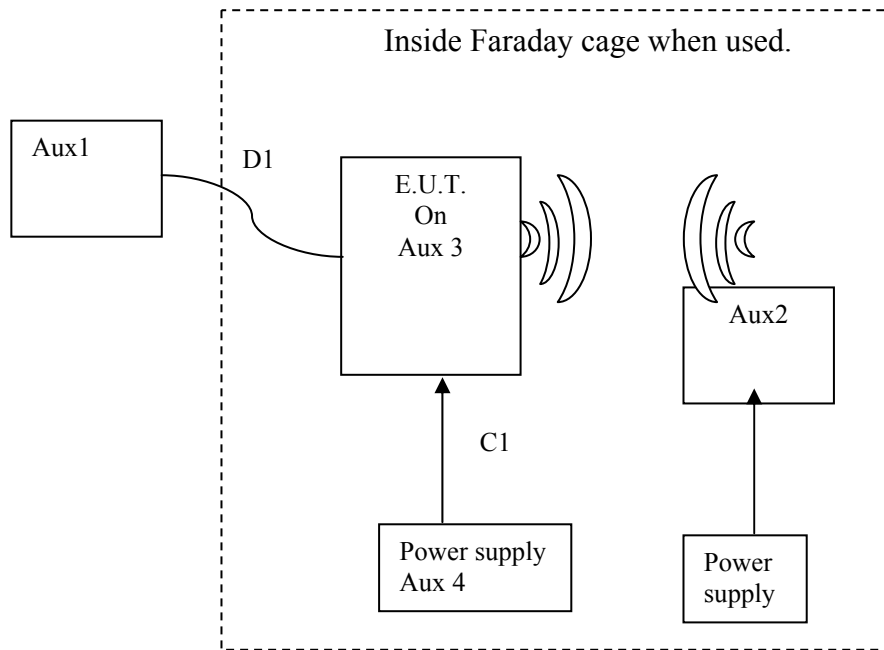 Inside Faraday cage when used.
Aux1
D1
E.U.T.
On
Aux 3
Aux2
C1
Power supply
Aux 4
Power
supply